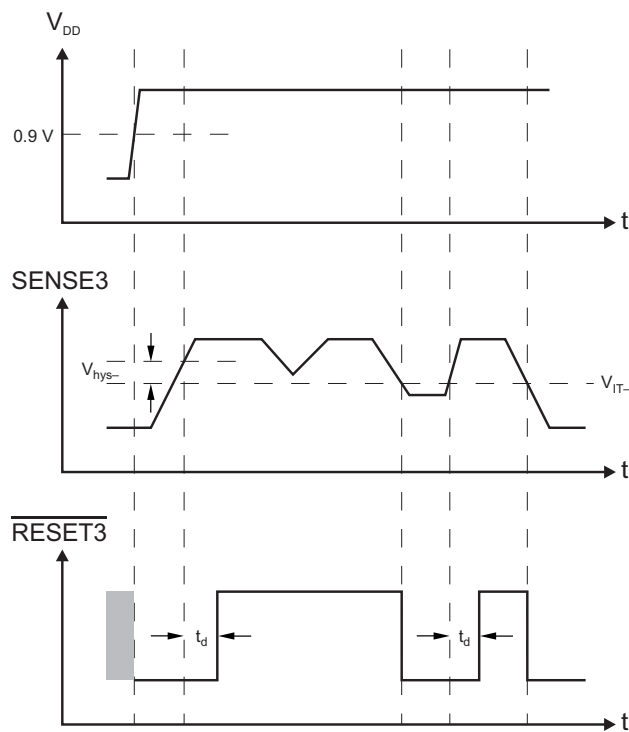 V_DD
0.9 V
t
SENSE3
V_hys–
V_IT–
t
RESET3
t_d
t_d
t